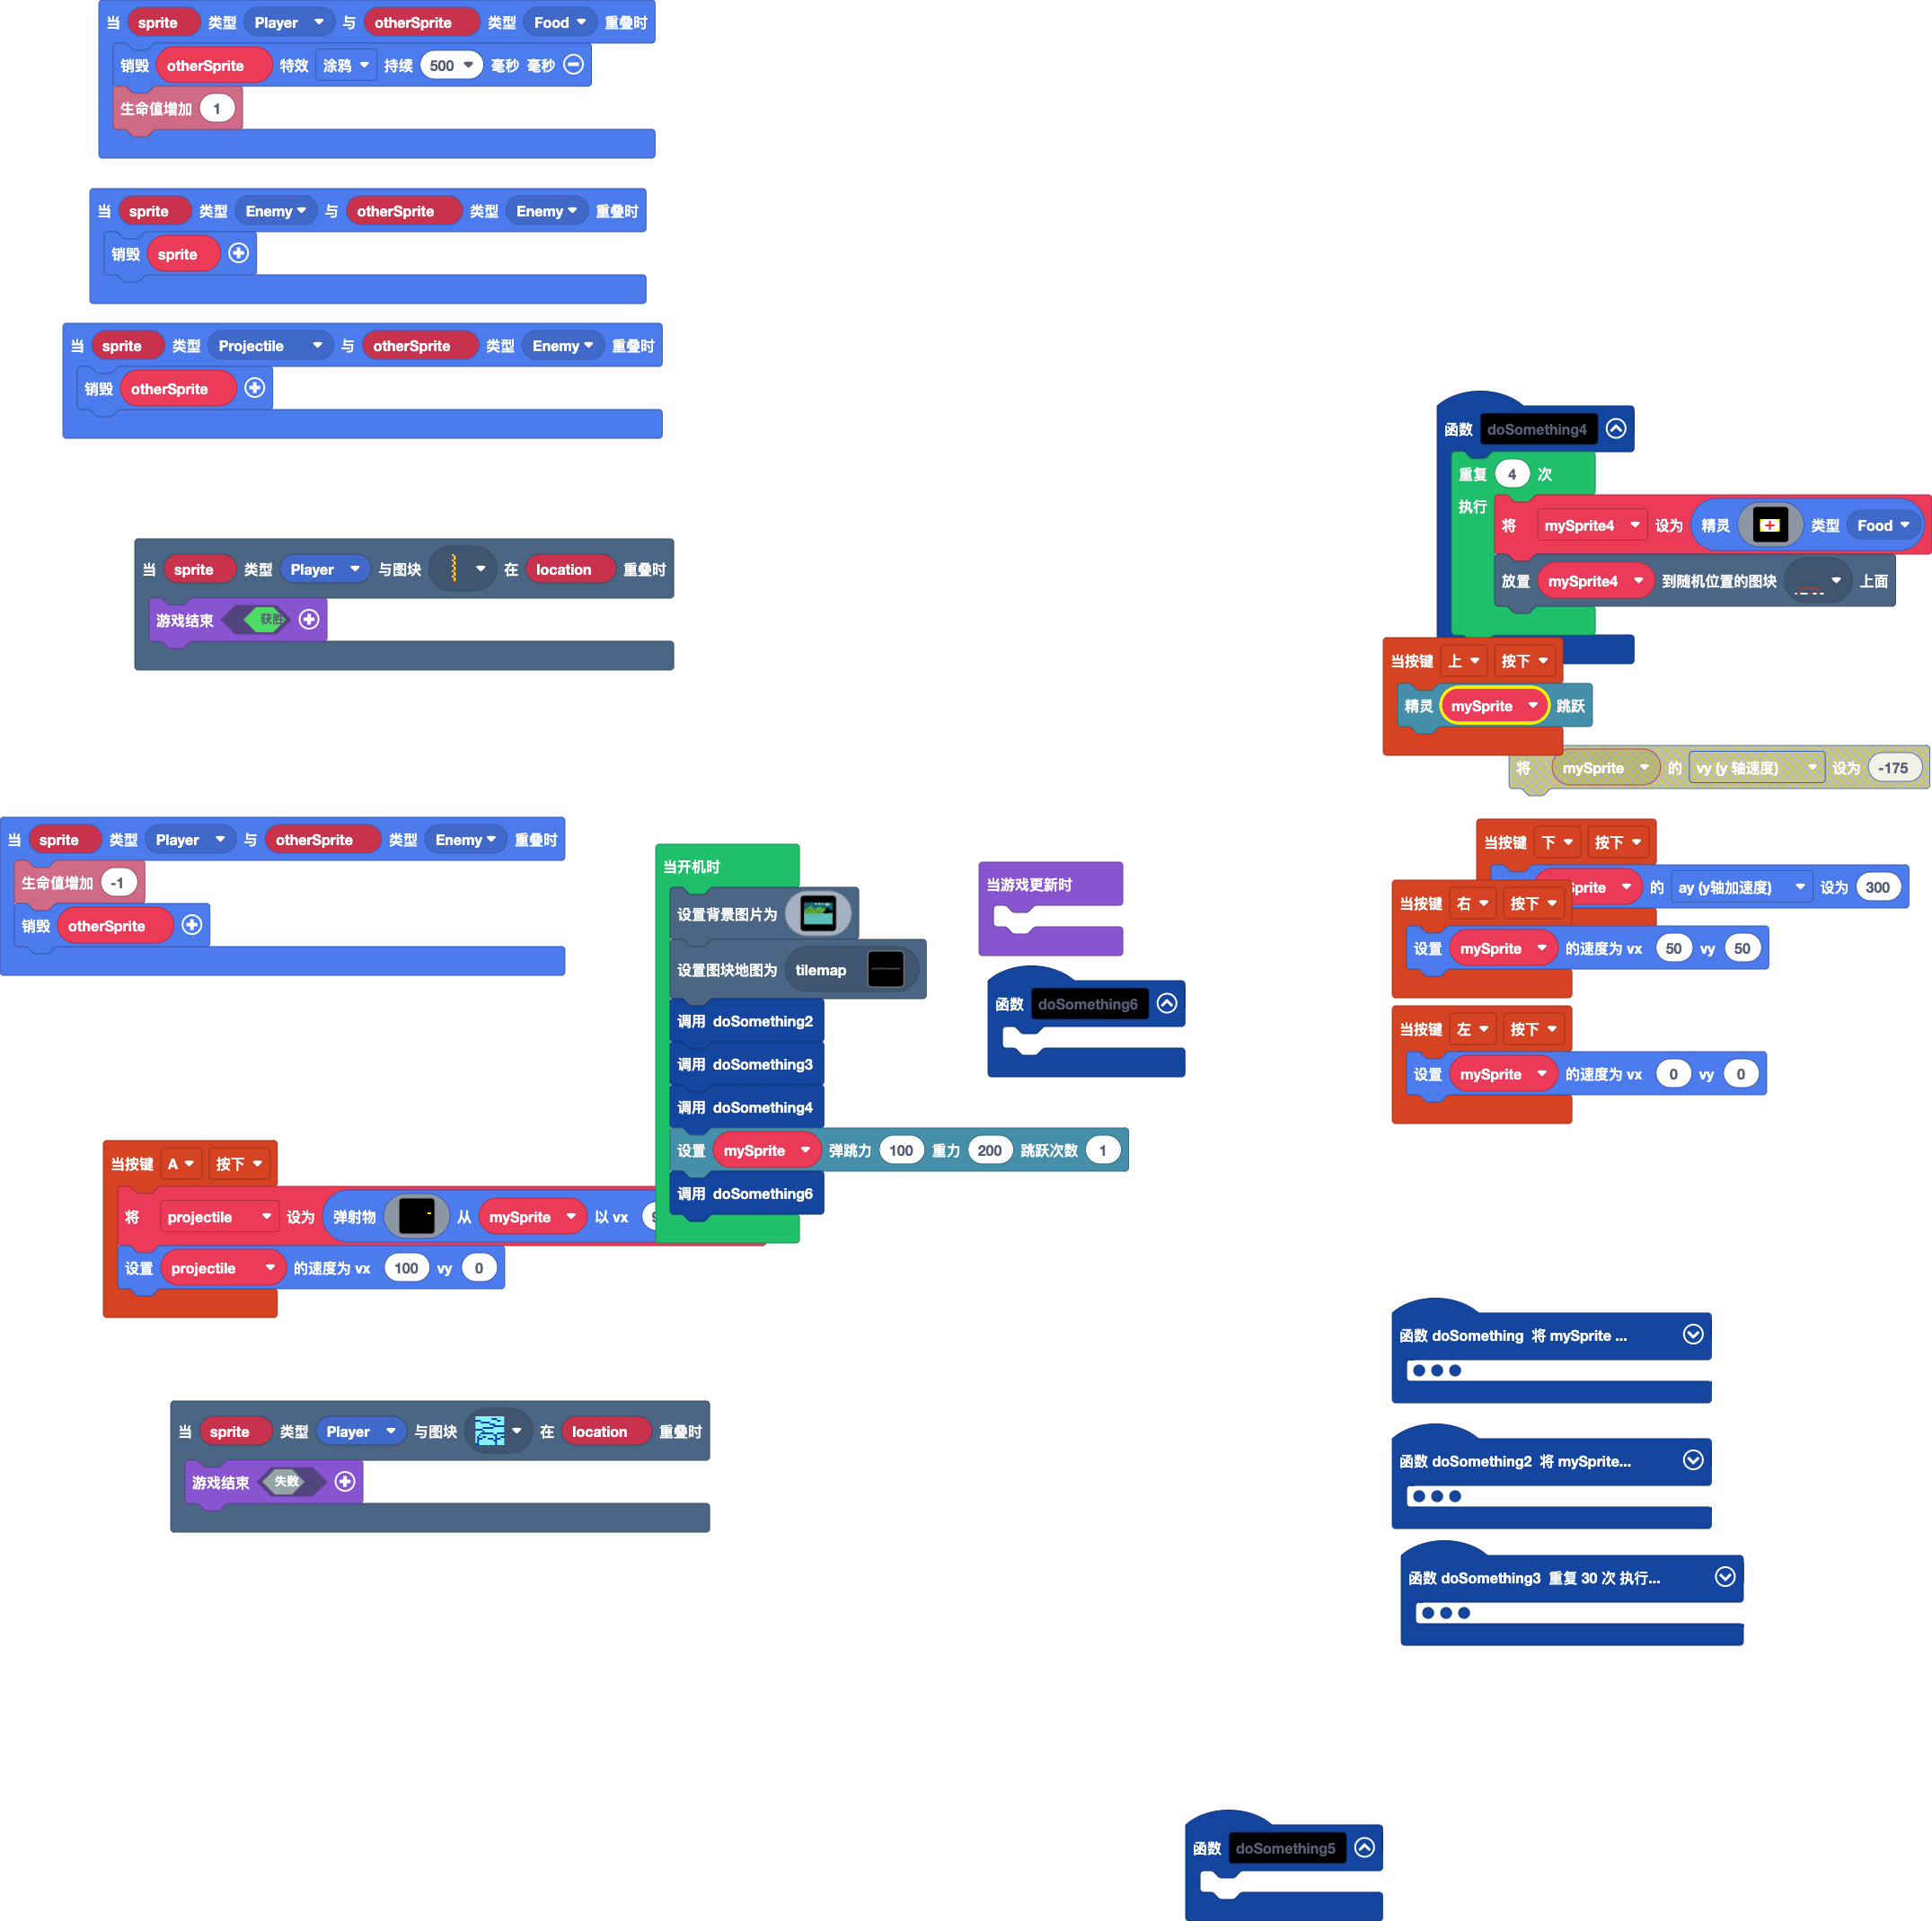 当 sprite 类型 Player 与 otherSprite 类型 Food 重叠时
销毁 otherSprite 特效 涂鸦 持续 500 毫秒 毫秒
生命值增加 1
当 sprite 类型 Enemy 与 otherSprite 类型 Enemy 重叠时
销毁 sprite
当 sprite 类型 Projectile 与 otherSprite 类型 Enemy 重叠时
销毁 otherSprite
当 sprite 类型 Player 与图块 在 location 重叠时
游戏结束 获胜
当 sprite 类型 Player 与 otherSprite 类型 Enemy 重叠时
生命值增加 -1
销毁 otherSprite
当按键 A 按下
将 projectile 设为 弹射物 从 mySprite 以 vx
设置 projectile 的速度为 vx 100 vy 0
当 sprite 类型 Player 与图块 在 location 重叠时
游戏结束 失败
当开机时
设置背景图片为
设置图块地图为 tilemap
调用 doSomething2
调用 doSomething3
调用 doSomething4
设置 mySprite 弹跳力 100 重力 200 跳跃次数 1
调用 doSomething6
当游戏更新时
函数 doSomething6
函数 doSomething4
重复 4 次
执行
将 mySprite4 设为 精灵 类型 Food
放置 mySprite4 到随机位置的图块 上面
当按键 上 按下
精灵 mySprite 跳跃
将 mySprite 的 vy (y 轴速度) 设为 -175
当按键 下 按下
Sprite 的 ay (y轴加速度) 设为 300
当按键 右 按下
设置 mySprite 的速度为 vx 50 vy 50
当按键 左 按下
设置 mySprite 的速度为 vx 0 vy 0
函数 doSomething 将 mySprite ...
函数 doSomething2 将 mySprite...
函数 doSomething3 重复 30 次 执行...
函数 doSomething5